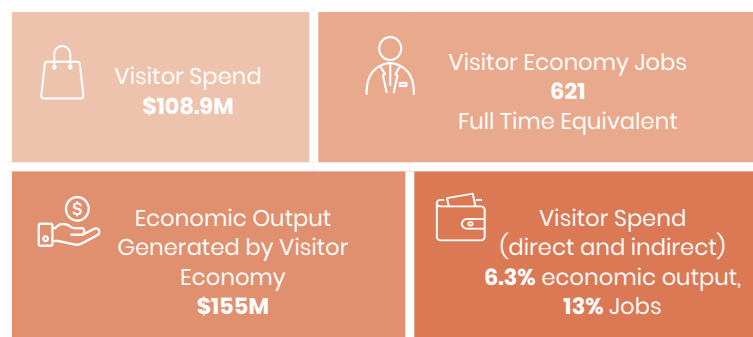 Visitor Spend
$108.9M
Visitor Economy Jobs
621
Full Time Equivalent
$
Economic Output
Generated by Visitor
Economy
$155M
Visitor Spend
(direct and indirect)
6.3% economic output,
13% Jobs